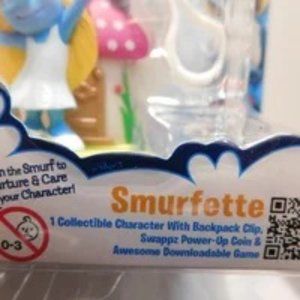 n the Smurf to
rture & Care
your Character!
Smurfette
1 Collectible Character With Backpack Clip,
Swappz Power-Up Coin &
Awesome Downloadable Game
0-3